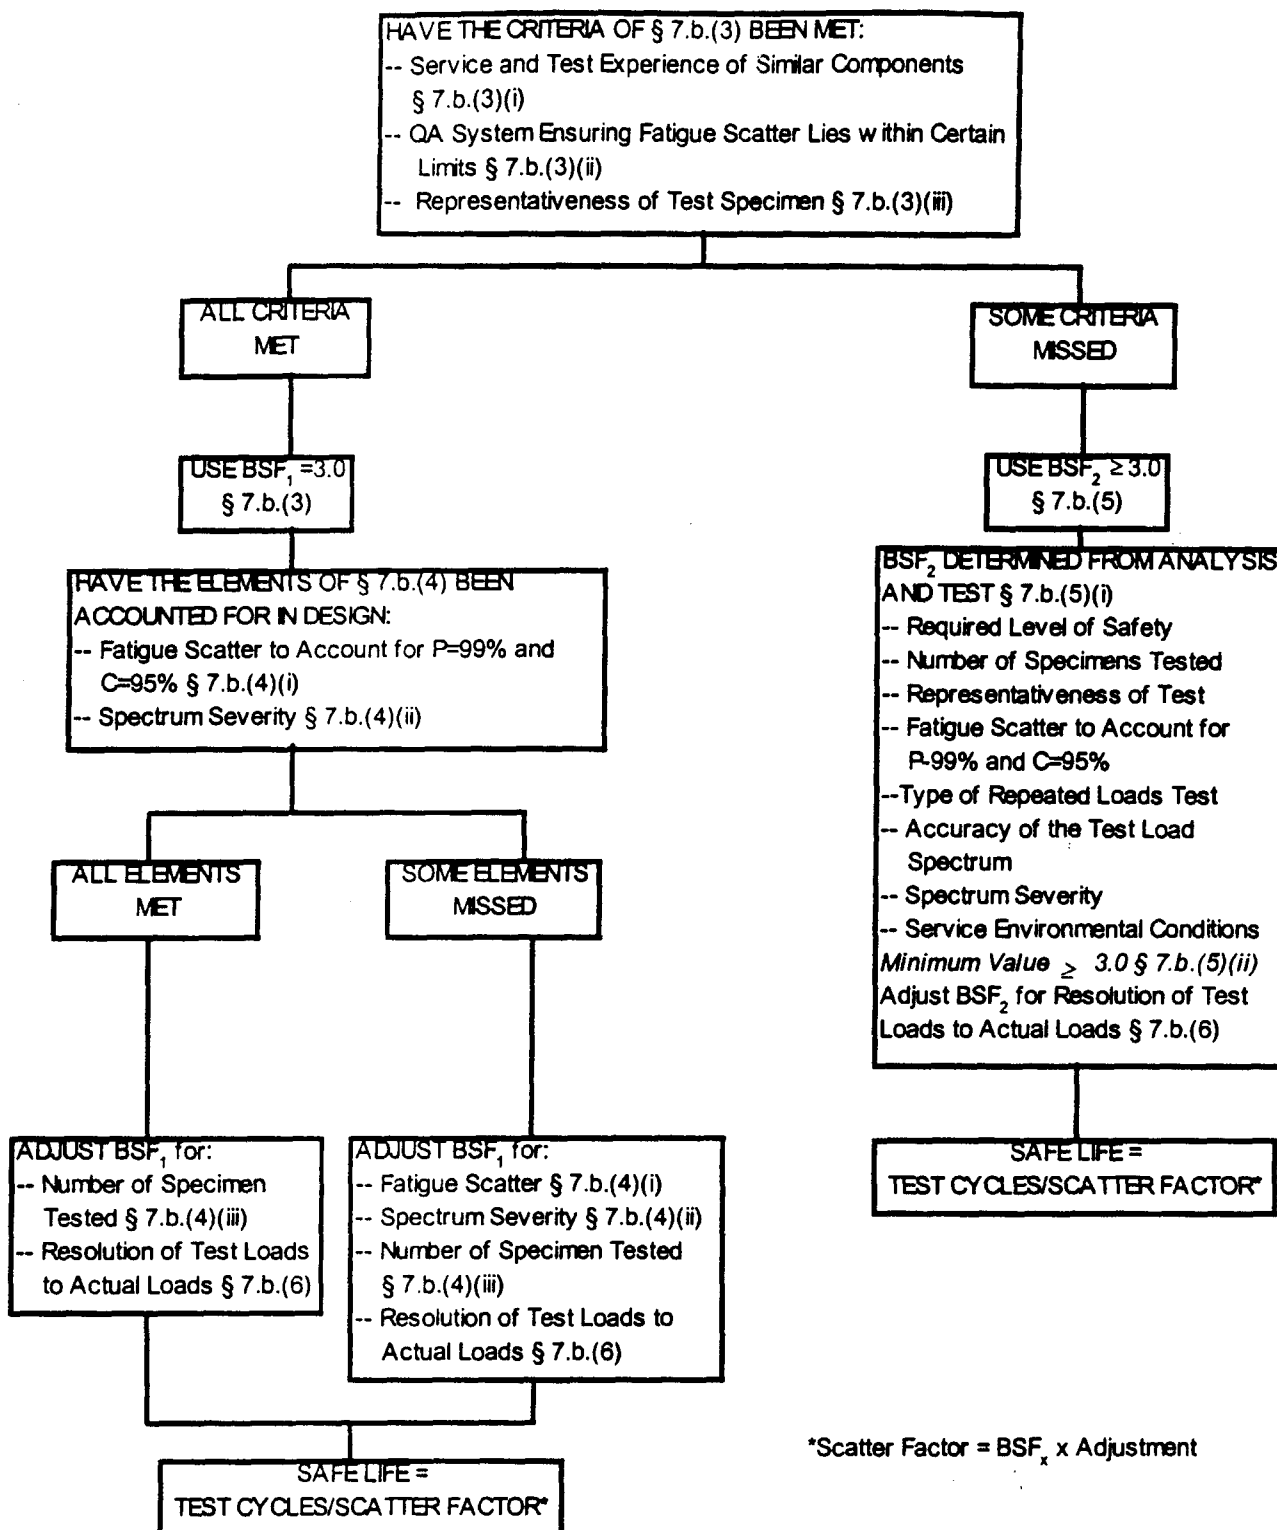 HAVE THE CRITERIA OF § 7.b.(3) BEEN MET:
-- Service and Test Experience of Similar Components
§ 7.b.(3)(i)
-- QA System Ensuring Fatigue Scatter Lies within Certain
Limits § 7.b.(3)(ii)
-- Representativeness of Test Specimen § 7.b.(3)(iii)
ALL CRITERIA
MET
SOME CRITERIA
MISSED
USE BSF₁ =3.0
§ 7.b.(3)
USE BSF₂ ≥ 3.0
§ 7.b.(5)
HAVE THE ELEMENTS OF § 7.b.(4) BEEN
ACCOUNTED FOR IN DESIGN:
-- Fatigue Scatter to Account for P=99% and
C=95% § 7.b.(4)(i)
-- Spectrum Severity § 7.b.(4)(ii)
BSF₂ DETERMINED FROM ANALYSIS
AND TEST § 7.b.(5)(i)
-- Required Level of Safety
-- Number of Specimens Tested
-- Representativeness of Test
-- Fatigue Scatter to Account for
P-99% and C=95%
--Type of Repeated Loads Test
-- Accuracy of the Test Load
Spectrum
-- Spectrum Severity
-- Service Environmental Conditions
Minimum Value ≥ 3.0 § 7.b.(5)(ii)
Adjust BSF₂ for Resolution of Test
Loads to Actual Loads § 7.b.(6)
ALL ELEMENTS
MET
SOME ELEMENTS
MISSED
ADJUST BSF₁ for:
-- Number of Specimen
Tested § 7.b.(4)(iii)
-- Resolution of Test Loads
to Actual Loads § 7.b.(6)
ADJUST BSF₁ for:
-- Fatigue Scatter § 7.b.(4)(i)
-- Spectrum Severity § 7.b.(4)(ii)
-- Number of Specimen Tested
§ 7.b.(4)(iii)
-- Resolution of Test Loads to
Actual Loads § 7.b.(6)
SAFE LIFE =
TEST CYCLES/SCATTER FACTOR*
*Scatter Factor = BSFₓ x Adjustment
SAFE LIFE =
TEST CYCLES/SCATTER FACTOR*